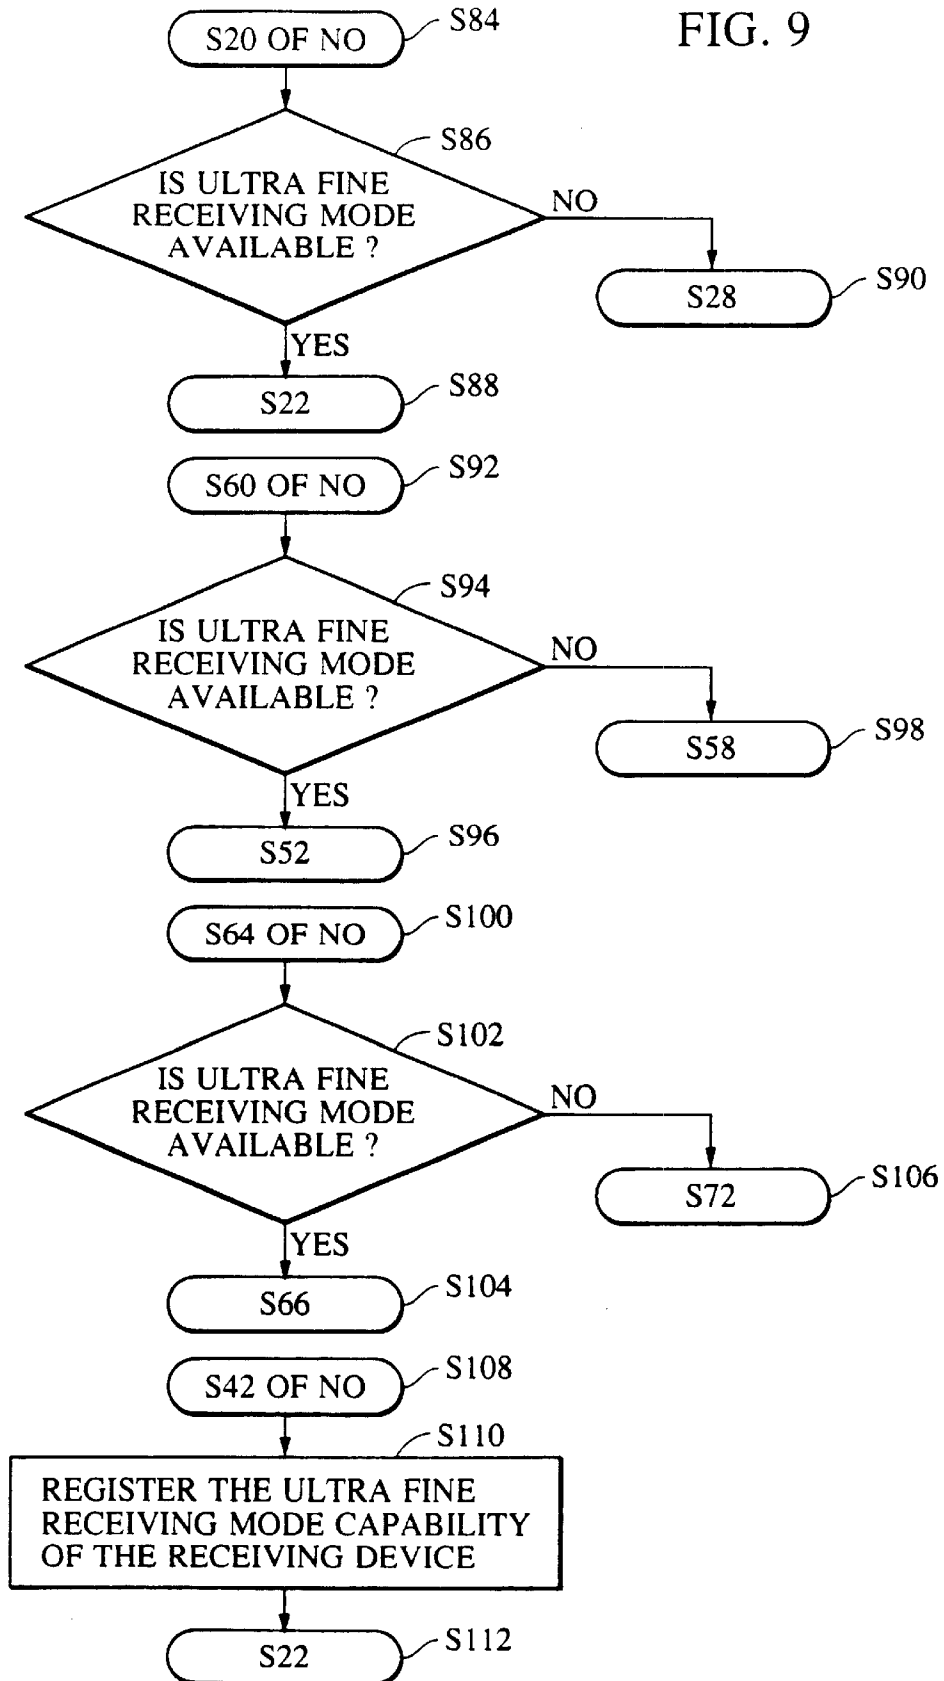 FIG. 9
S20 OF NO
S84
S86
IS ULTRA FINE
RECEIVING MODE
AVAILABLE ?
NO
S28
S90
YES
S22
S88
S60 OF NO
S92
S94
IS ULTRA FINE
RECEIVING MODE
AVAILABLE ?
NO
S58
S98
YES
S52
S96
S64 OF NO
S100
S102
IS ULTRA FINE
RECEIVING MODE
AVAILABLE ?
NO
S72
S106
YES
S66
S104
S42 OF NO
S108
S110
REGISTER THE ULTRA FINE
RECEIVING MODE CAPABILITY
OF THE RECEIVING DEVICE
S22
S112